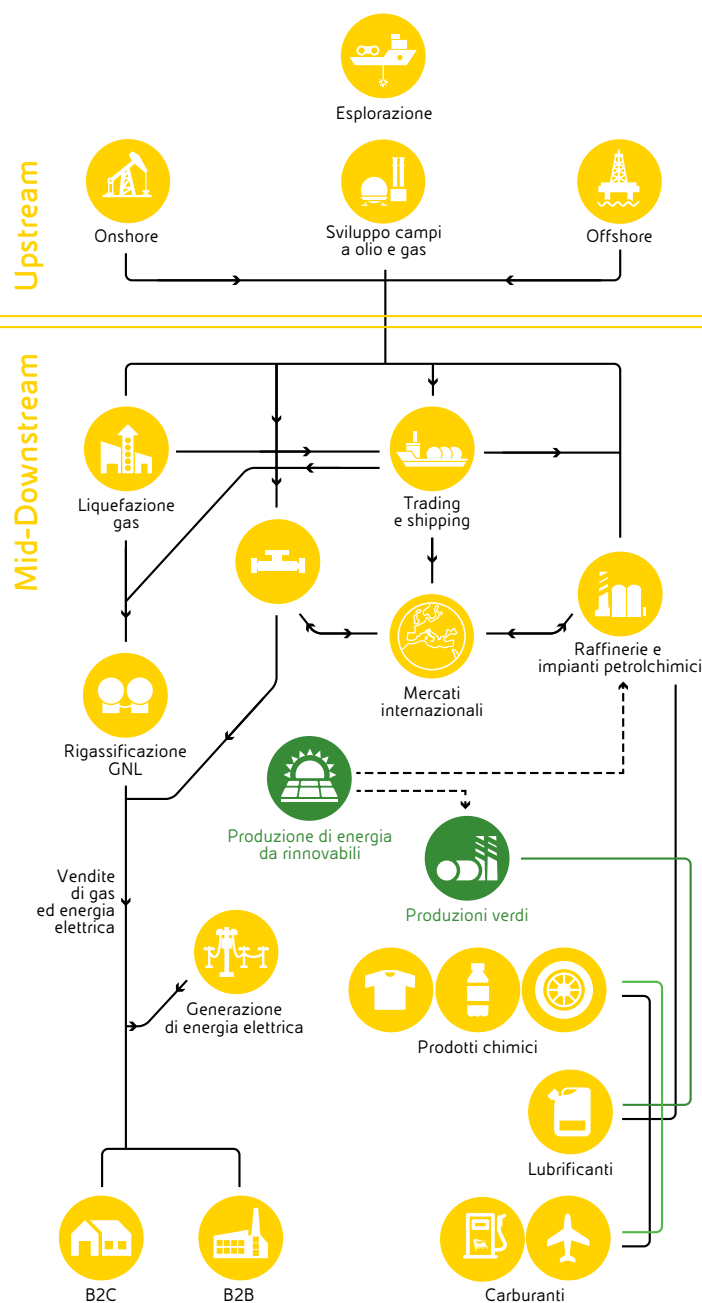 Esplorazione
Upstream
Onshore
Sviluppo campi
a olio e gas
Offshore
Mid-Downstream
Liquefazione
gas
Trading
e shipping
Raffinerie e
impianti petrolchimici
Mercati
internazionali
Rigassificazione
GNL
Produzione di energia
da rinnovabili
Vendite
di gas
ed energia
elettrica
Produzioni verdi
Generazione
di energia elettrica
Prodotti chimici
Lubrificanti
B2C
B2B
Carburanti